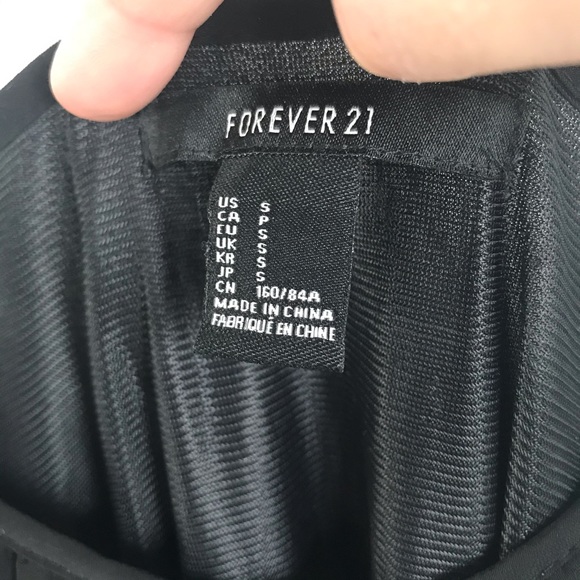 FOREVER 21
US S
CA P
EU S
UK S
KR S
JP S
CN 160/84A
MADE IN CHINA
FABRIQUÉ EN CHINE